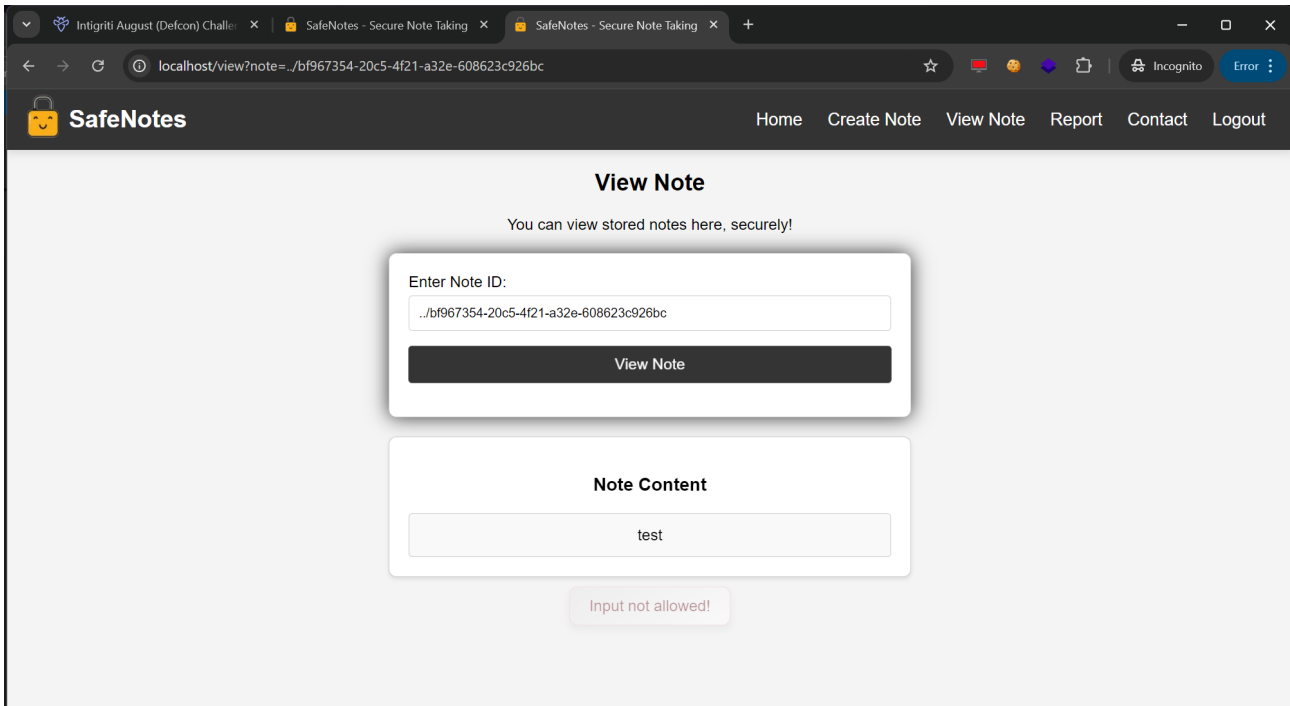 Intigriti August (Defcon) Challe
SafeNotes - Secure Note Taking
SafeNotes - Secure Note Taking
localhost/view?note=../bf967354-20c5-4f21-a32e-608623c926bc
Incognito
Error
SafeNotes
Home
Create Note
View Note
Report
Contact
Logout
View Note
You can view stored notes here, securely!
Enter Note ID:
../bf967354-20c5-4f21-a32e-608623c926bc
View Note
Note Content
test
Input not allowed!